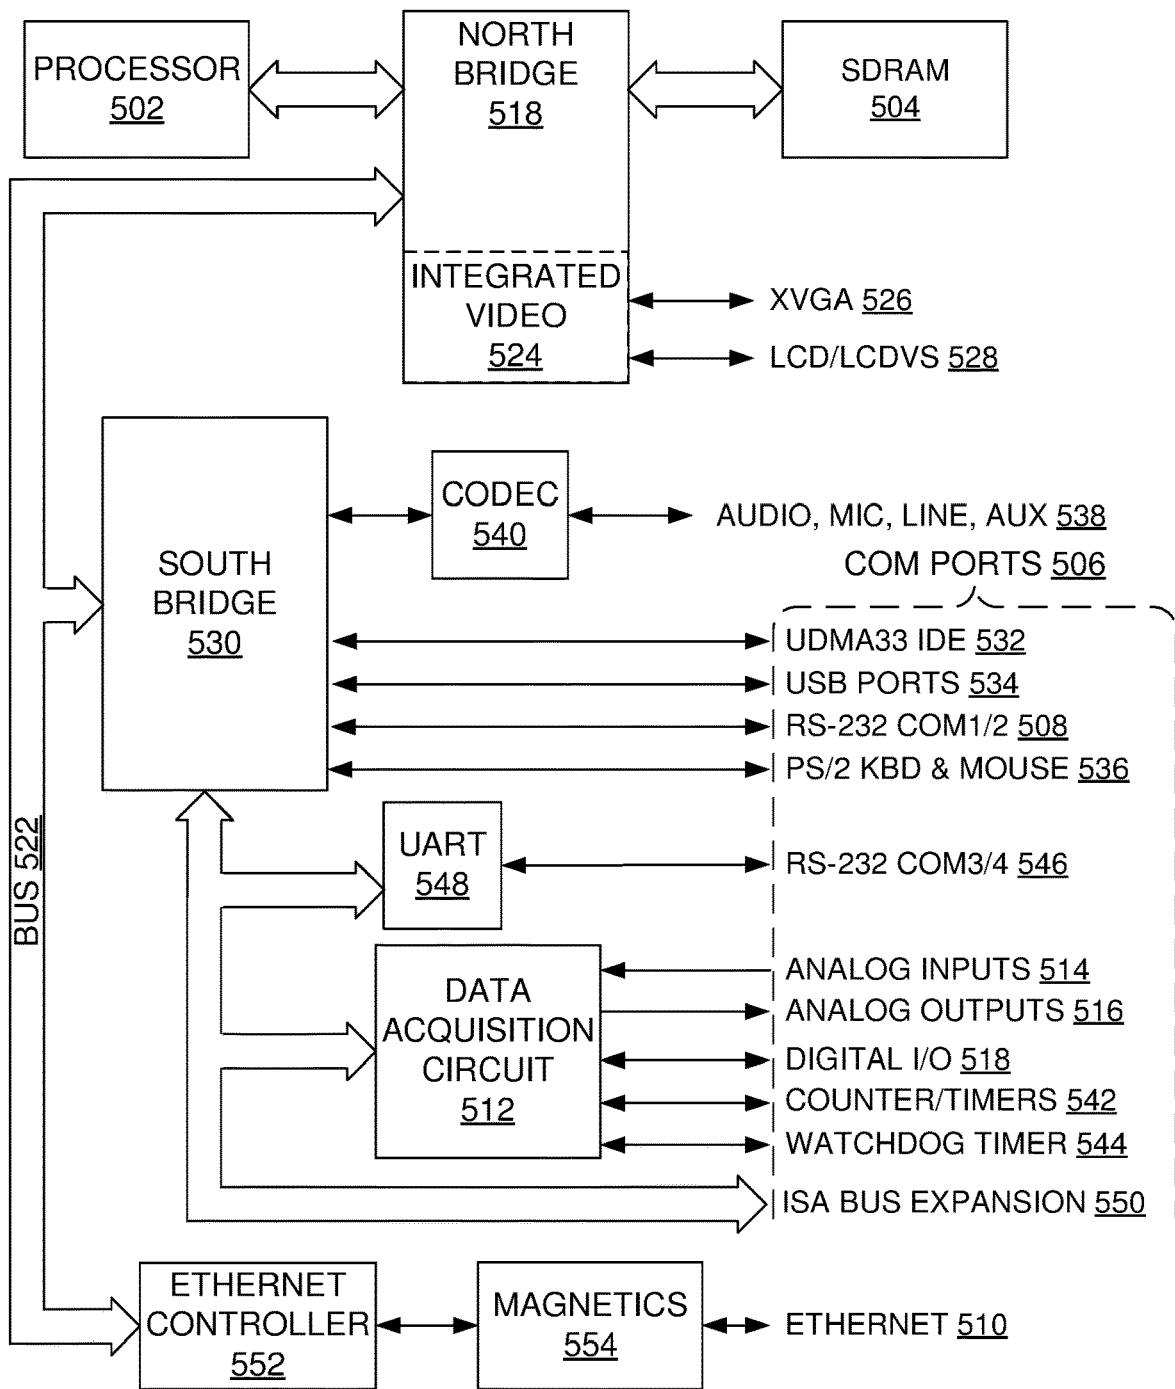 PROCESSOR
502
NORTH
BRIDGE
518
SDRAM
504
INTEGRATED
VIDEO
524
XVGA 526
LCD/LCDVS 528
SOUTH
BRIDGE
530
CODEC
540
AUDIO, MIC, LINE, AUX 538
COM PORTS 506
UDMA33 IDE 532
USB PORTS 534
RS-232 COM1/2 508
PS/2 KBD & MOUSE 536
BUS 522
UART
548
RS-232 COM3/4 546
DATA
ACQUISITION
CIRCUIT
512
ANALOG INPUTS 514
ANALOG OUTPUTS 516
DIGITAL I/O 518
COUNTER/TIMERS 542
WATCHDOG TIMER 544
ISA BUS EXPANSION 550
ETHERNET
CONTROLLER
552
MAGNETICS
554
ETHERNET 510